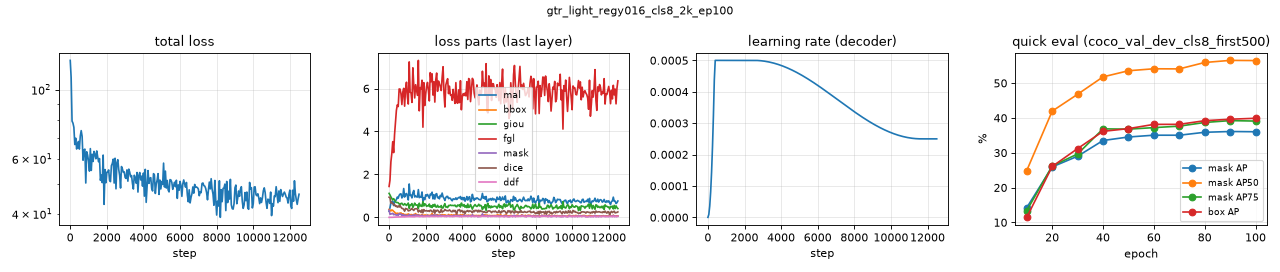 gtr_light_regy016_cls8_2k_ep100
total loss
10²
6 × 10¹
4 × 10¹
0 2000 4000 6000 8000 10000 12000
step
loss parts (last layer)
6
4
2
0
mal
bbox
giou
fgl
mask
dice
ddf
0 2000 4000 6000 8000 10000 12000
step
learning rate (decoder)
0.0005
0.0004
0.0003
0.0002
0.0001
0.0000
0 2000 4000 6000 8000 10000 12000
step
quick eval (coco_val_dev_cls8_first500)
%
50
40
30
20
10
mask AP
mask AP50
mask AP75
box AP
20 40 60 80 100
epoch